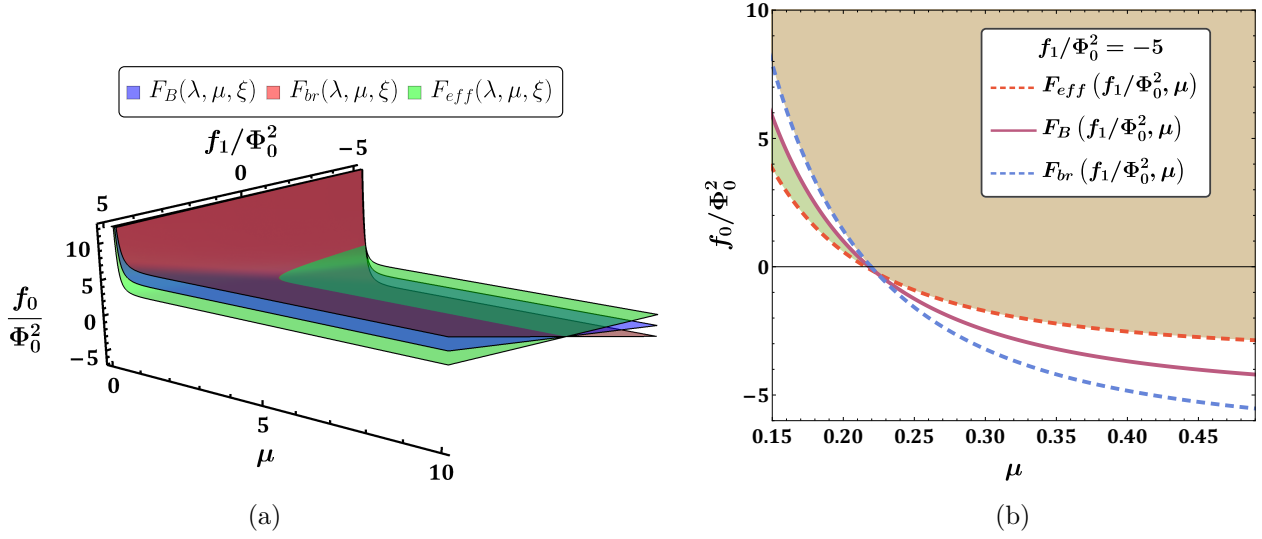 F_B(λ, μ, ξ) F_br(λ, μ, ξ) F_eff(λ, μ, ξ)
f_1/Φ_0^2
5 0 −5
f_0/Φ_0^2
10
5
0
−5
0 5 10
μ
(a)
f_1/Φ_0^2 = −5
F_eff (f_1/Φ_0^2, μ)
F_B (f_1/Φ_0^2, μ)
F_br (f_1/Φ_0^2, μ)
f_0/Φ_0^2
10
5
0
−5
0.15 0.20 0.25 0.30 0.35 0.40 0.45
μ
(b)